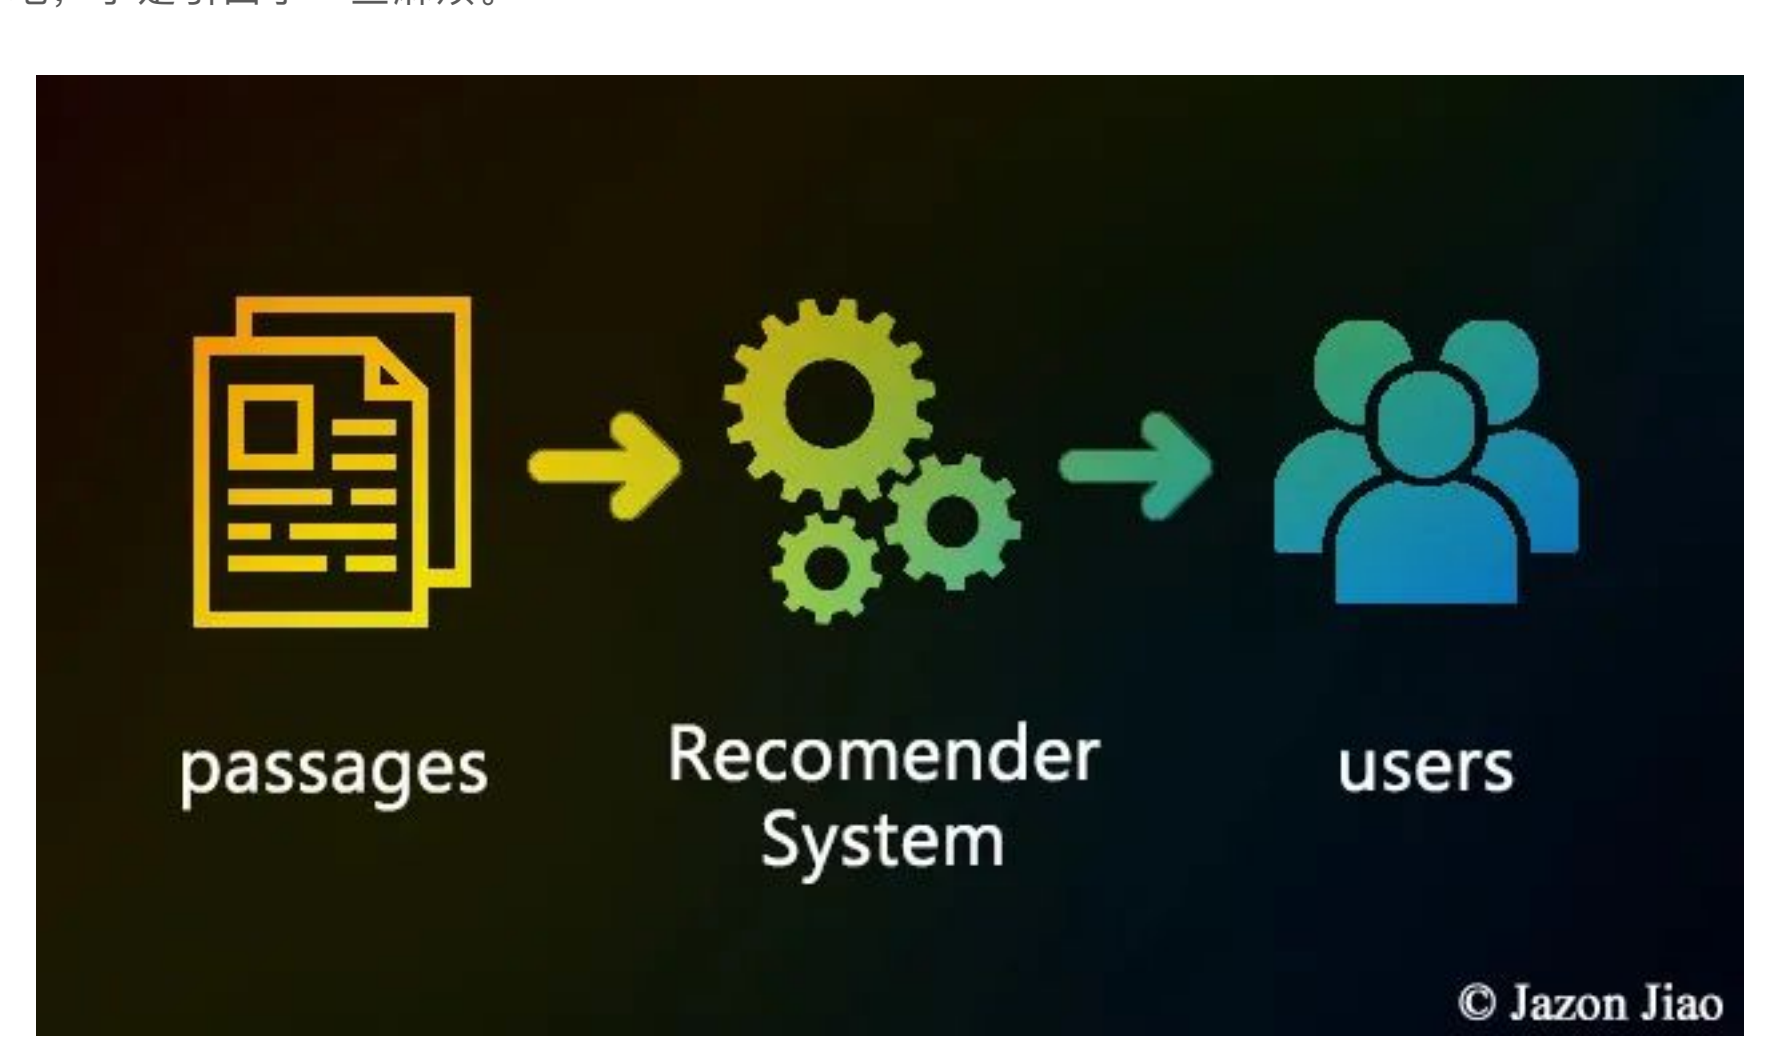 passages
Recomender
System
users
© Jazon Jiao